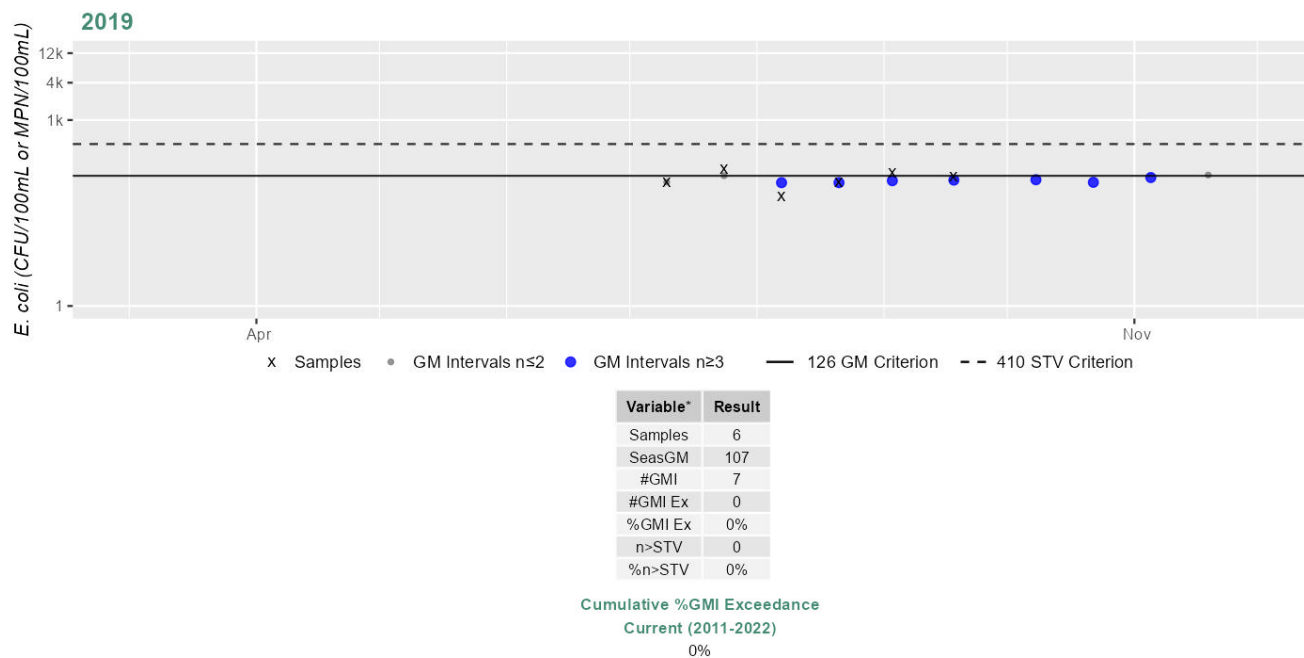 2019
E. coli (CFU/100mL or MPN/100mL)
12k
4k
1k
1
Apr Nov
x Samples GM Intervals n≤2 GM Intervals n≥3 126 GM Criterion 410 STV Criterion
Variable* Result
Samples 6
SeasGM 107
#GMI 7
#GMI Ex 0
%GMI Ex 0%
n>STV 0
%n>STV 0%
Cumulative %GMI Exceedance
Current (2011-2022)
0%